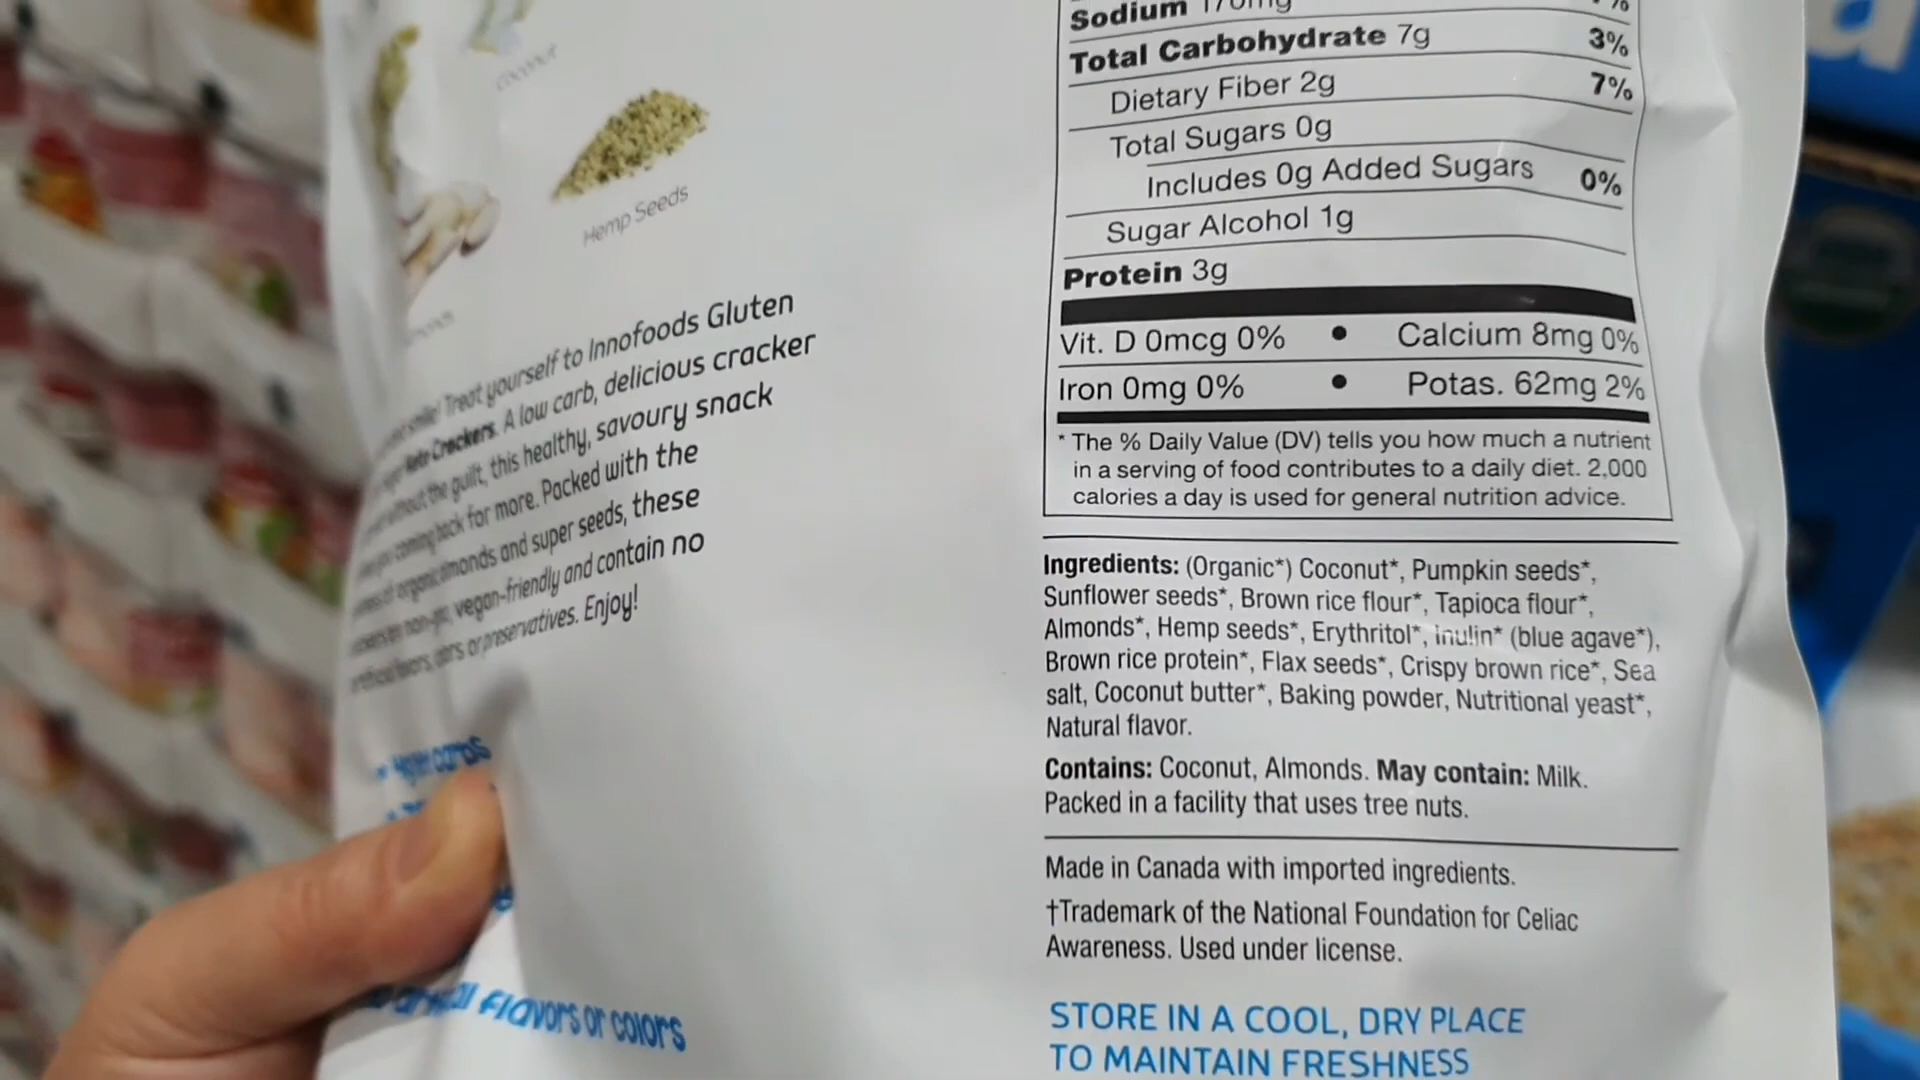 coconut
Hemp Seeds
Treat yourself to Innofoods Gluten
Keto Crackers. A low carb, delicious cracker
without the guilt, this healthy, savoury snack
coming back for more. Packed with the
organic almonds and super seeds, these
vegan-friendly and contain no
or preservatives. Enjoy!
carbs
flavors or colors
Sodium 170mg %
Total Carbohydrate 7g 3%
Dietary Fiber 2g 7%
Total Sugars 0g
Includes 0g Added Sugars 0%
Sugar Alcohol 1g
Protein 3g
Vit. D 0mcg 0% • Calcium 8mg 0%
Iron 0mg 0% • Potas. 62mg 2%
* The % Daily Value (DV) tells you how much a nutrient
in a serving of food contributes to a daily diet. 2,000
calories a day is used for general nutrition advice.
Ingredients: (Organic*) Coconut*, Pumpkin seeds*,
Sunflower seeds*, Brown rice flour*, Tapioca flour*,
Almonds*, Hemp seeds*, Erythritol*, Inulin* (blue agave*),
Brown rice protein*, Flax seeds*, Crispy brown rice*, Sea
salt, Coconut butter*, Baking powder, Nutritional yeast*,
Natural flavor.
Contains: Coconut, Almonds. May contain: Milk.
Packed in a facility that uses tree nuts.
Made in Canada with imported ingredients.
†Trademark of the National Foundation for Celiac
Awareness. Used under license.
STORE IN A COOL, DRY PLACE
TO MAINTAIN FRESHNESS